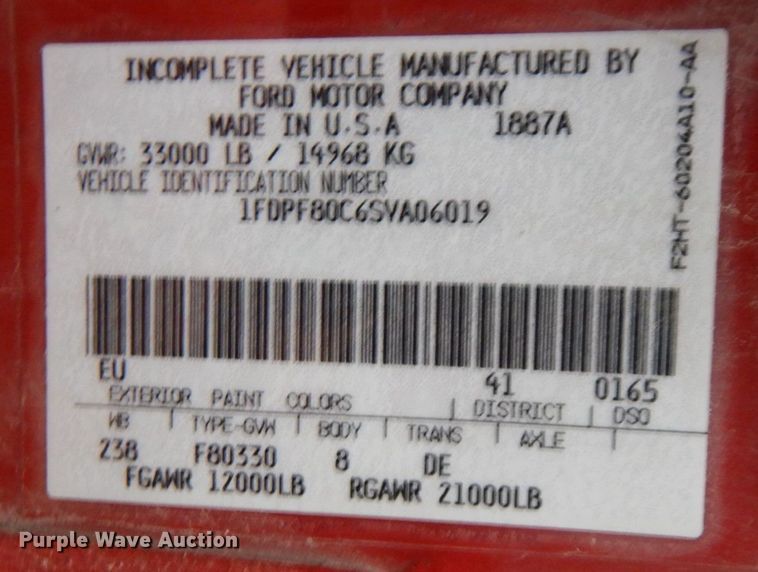 INCOMPLETE VEHICLE MANUFACTURED BY
FORD MOTOR COMPANY
MADE IN U.S.A 1887A
GVWR: 33000 LB / 14968 KG
VEHICLE IDENTIFICATION NUMBER
1FDPF80C6SVA06019
F2HT-60204A10-AA
EU 41 0165
EXTERIOR PAINT COLORS | DISTRICT | DSO
WB | TYPE-GVW | BODY | TRANS | AXLE
238 F80330 8 DE
FGAWR 12000LB RGAWR 21000LB
Purple Wave Auction